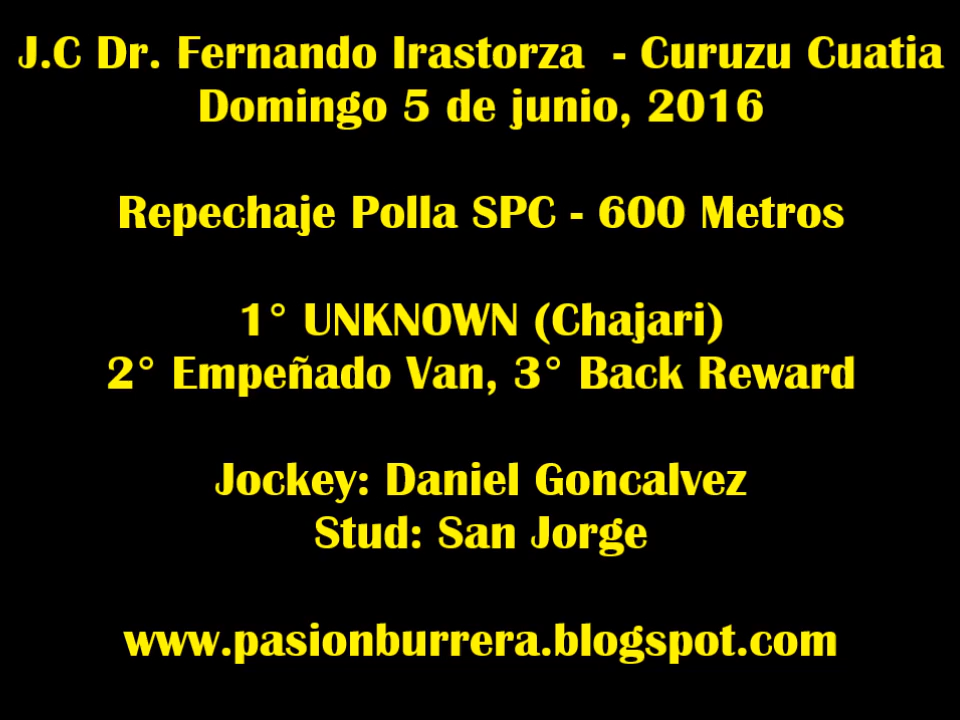 J.C Dr. Fernando Irastorza - Curuzu Cuatia
Domingo 5 de junio, 2016
Repechaje Polla SPC - 600 Metros
1° UNKNOWN (Chajari)
2° Empeñado Van, 3° Back Reward
Jockey: Daniel Goncalvez
Stud: San Jorge
www.pasionburrera.blogspot.com